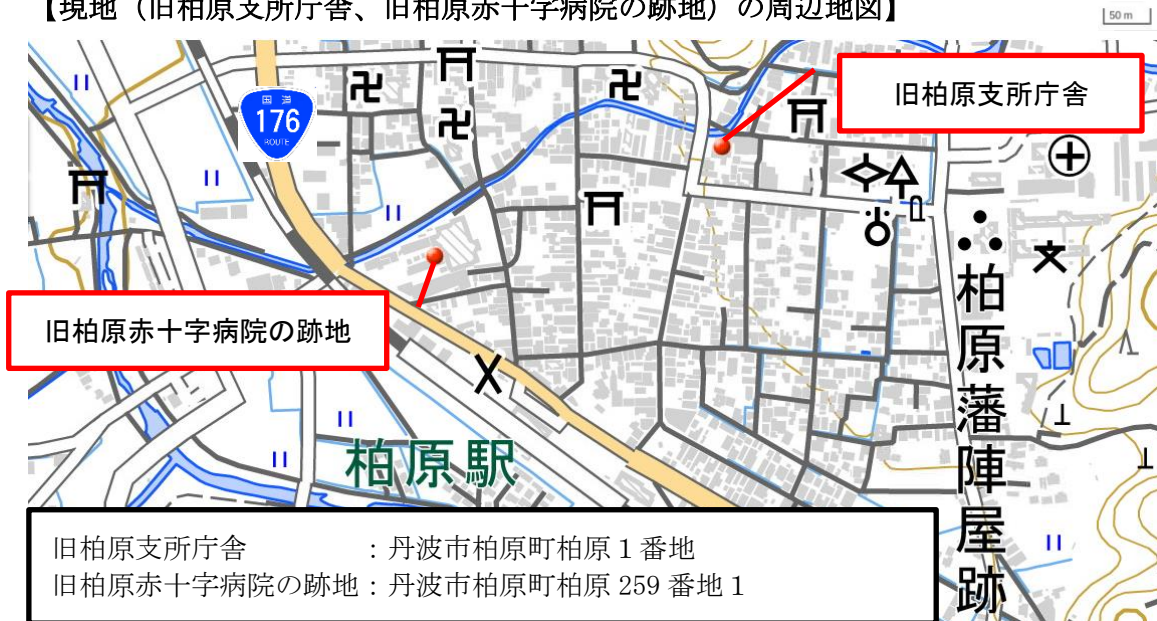 【現地（旧柏原支所庁舎、旧柏原赤十字病院の跡地）の周辺地図】
50 m
旧柏原支所庁舎
国道
176
ROUTE
旧柏原赤十字病院の跡地
柏原駅
柏原藩陣屋跡
旧柏原支所庁舎 ：丹波市柏原町柏原１番地
旧柏原赤十字病院の跡地：丹波市柏原町柏原 259 番地 1